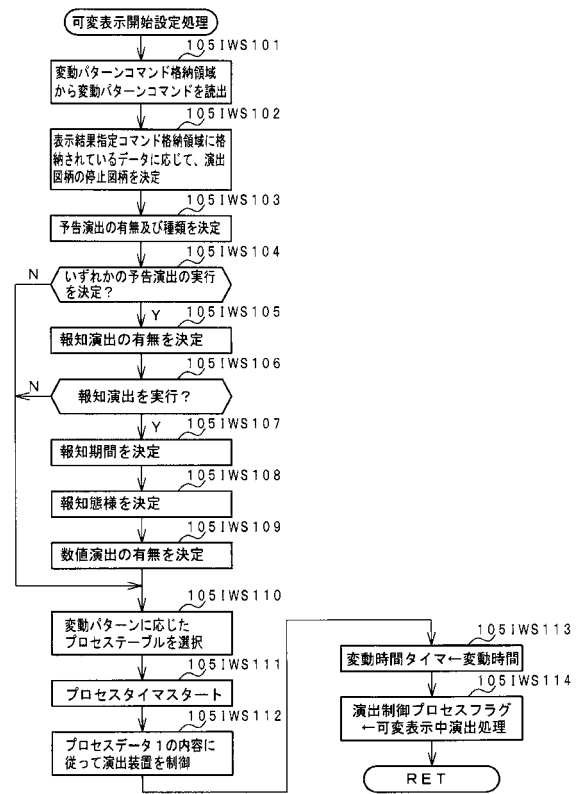 可変表示開始設定処理
105IWS101
変動パターンコマンド格納領域
から変動パターンコマンドを読出
105IWS102
表示結果指定コマンド格納領域に格
納されているデータに応じて、演出
図柄の停止図柄を決定
105IWS103
予告演出の有無及び種類を決定
105IWS104
N
いずれかの予告演出の実行
を決定？
Y
105IWS105
報知演出の有無を決定
105IWS106
N
報知演出を実行？
Y
105IWS107
報知期間を決定
105IWS108
報知態様を決定
105IWS109
数値演出の有無を決定
105IWS110
変動パターンに応じた
プロセステーブルを選択
105IWS111
プロセスタイマスタート
105IWS112
プロセスデータ１の内容に
従って演出装置を制御
105IWS113
変動時間タイマ←変動時間
105IWS114
演出制御プロセスフラグ
←可変表示中演出処理
RET